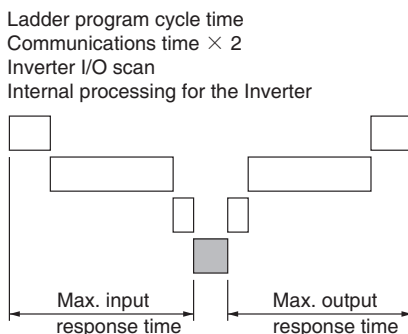 Ladder program cycle time
Communications time × 2
Inverter I/O scan
Internal processing for the Inverter
Max. input
response time
Max. output
response time